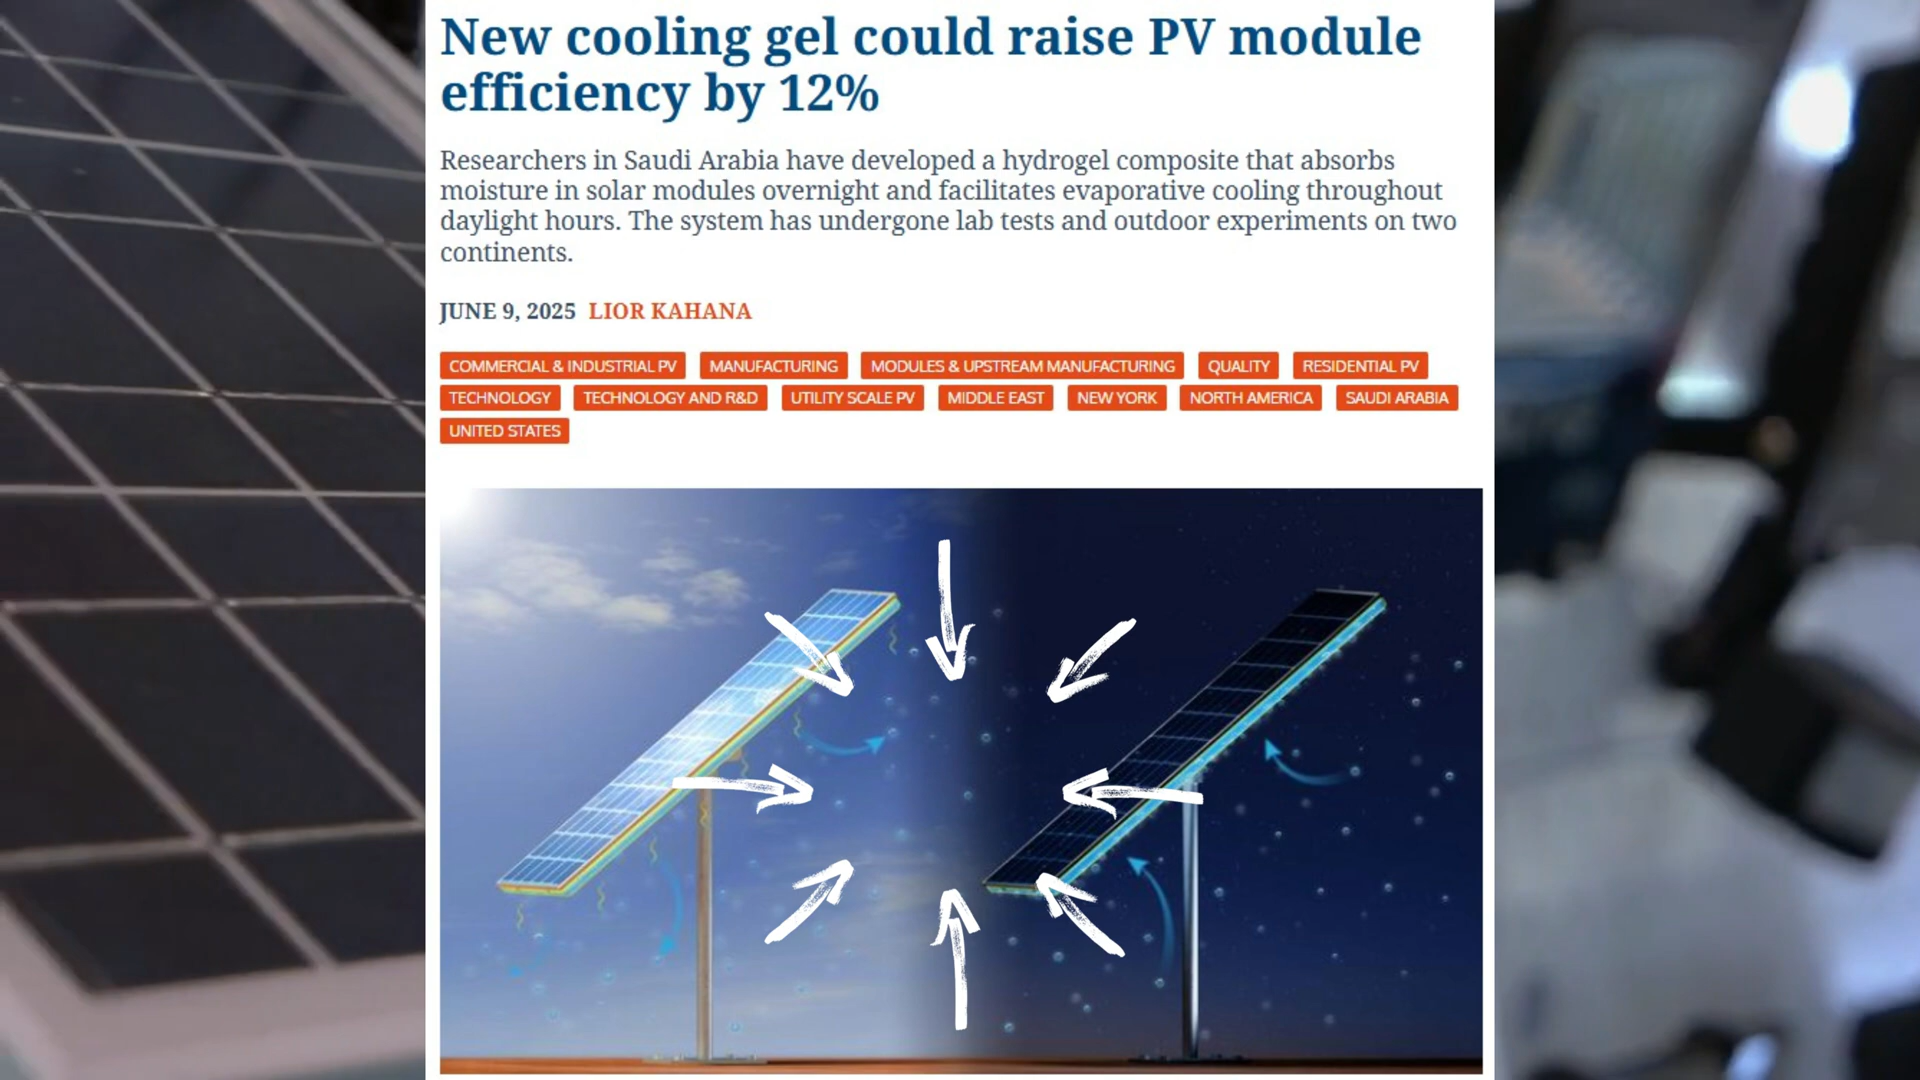 New cooling gel could raise PV module
efficiency by 12%
Researchers in Saudi Arabia have developed a hydrogel composite that absorbs
moisture in solar modules overnight and facilitates evaporative cooling throughout
daylight hours. The system has undergone lab tests and outdoor experiments on two
continents.
JUNE 9, 2025 LIOR KAHANA
COMMERCIAL & INDUSTRIAL PV MANUFACTURING MODULES & UPSTREAM MANUFACTURING QUALITY RESIDENTIAL PV
TECHNOLOGY TECHNOLOGY AND R&D UTILITY SCALE PV MIDDLE EAST NEW YORK NORTH AMERICA SAUDI ARABIA
UNITED STATES